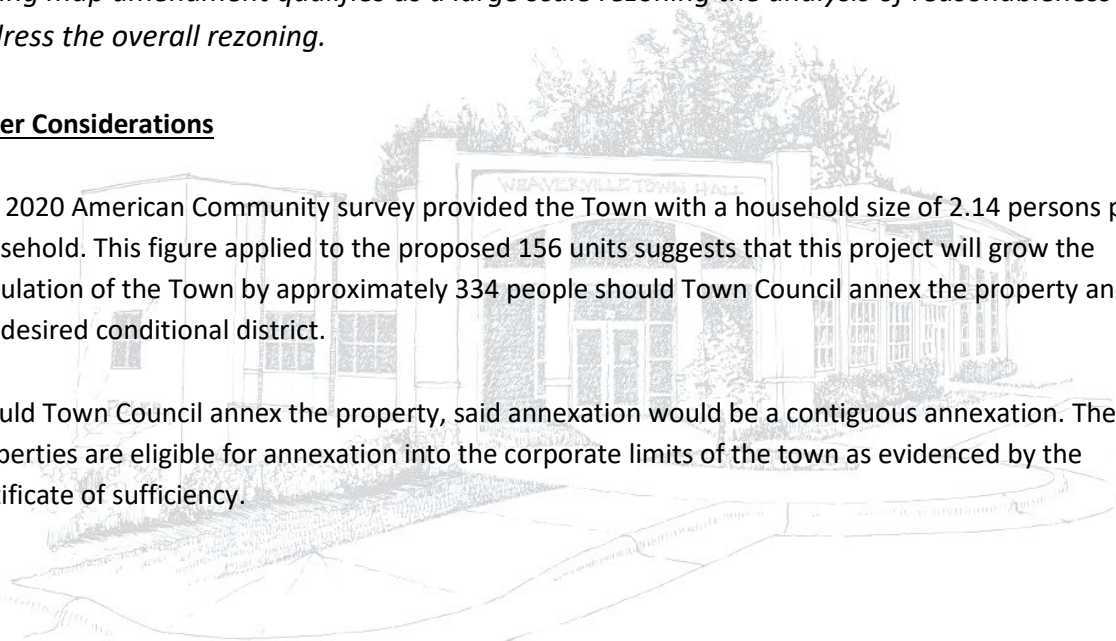 ing map amendment qualifies as a large scale rezoning the analysis of reasonableness
dress the overall rezoning.
er Considerations
2020 American Community survey provided the Town with a household size of 2.14 persons p
sehold. This figure applied to the proposed 156 units suggests that this project will grow the
ulation of the Town by approximately 334 people should Town Council annex the property an
desired conditional district.
uld Town Council annex the property, said annexation would be a contiguous annexation. The
perties are eligible for annexation into the corporate limits of the town as evidenced by the
tificate of sufficiency.
WEAVERVILLE TOWN HALL